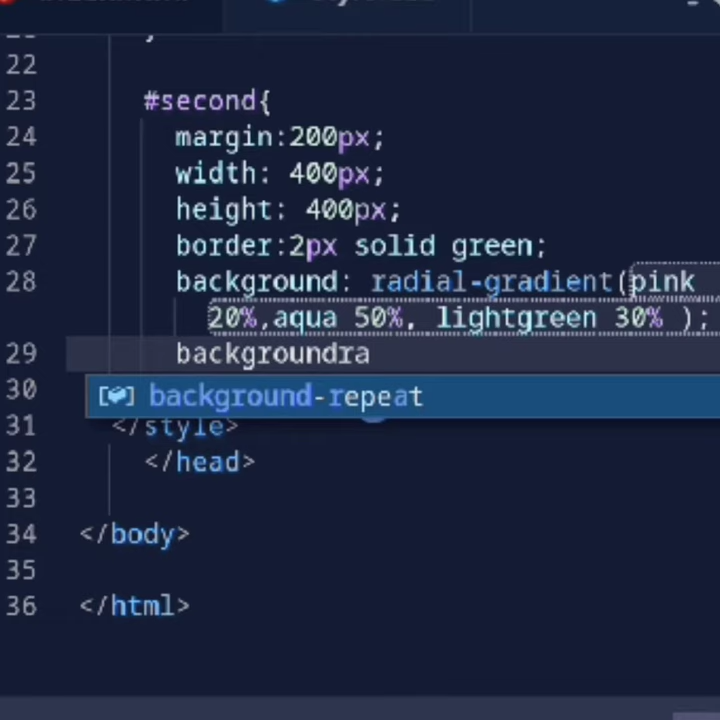 22
23 #second{
24 margin:200px;
25 width: 400px;
26 height: 400px;
27 border:2px solid green;
28 background: radial-gradient(pink
20%,aqua 50%, lightgreen 30% );
29 backgroundra
30
background-repeat
31 </style>
32 </head>
33
34 </body>
35
36 </html>